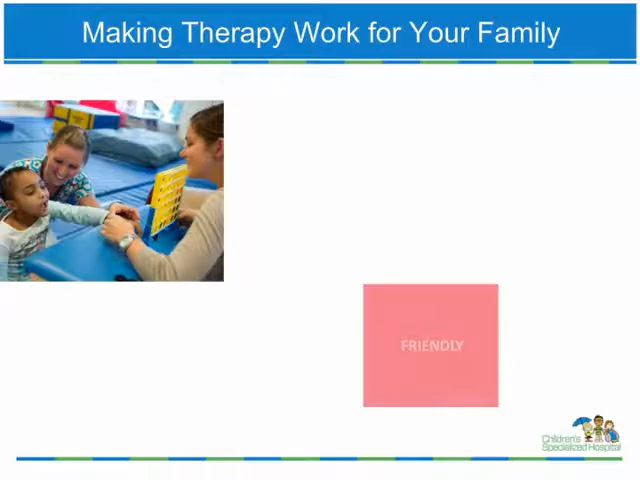 Making Therapy Work for Your Family
FRIENDLY
Children's
Specialized Hospital